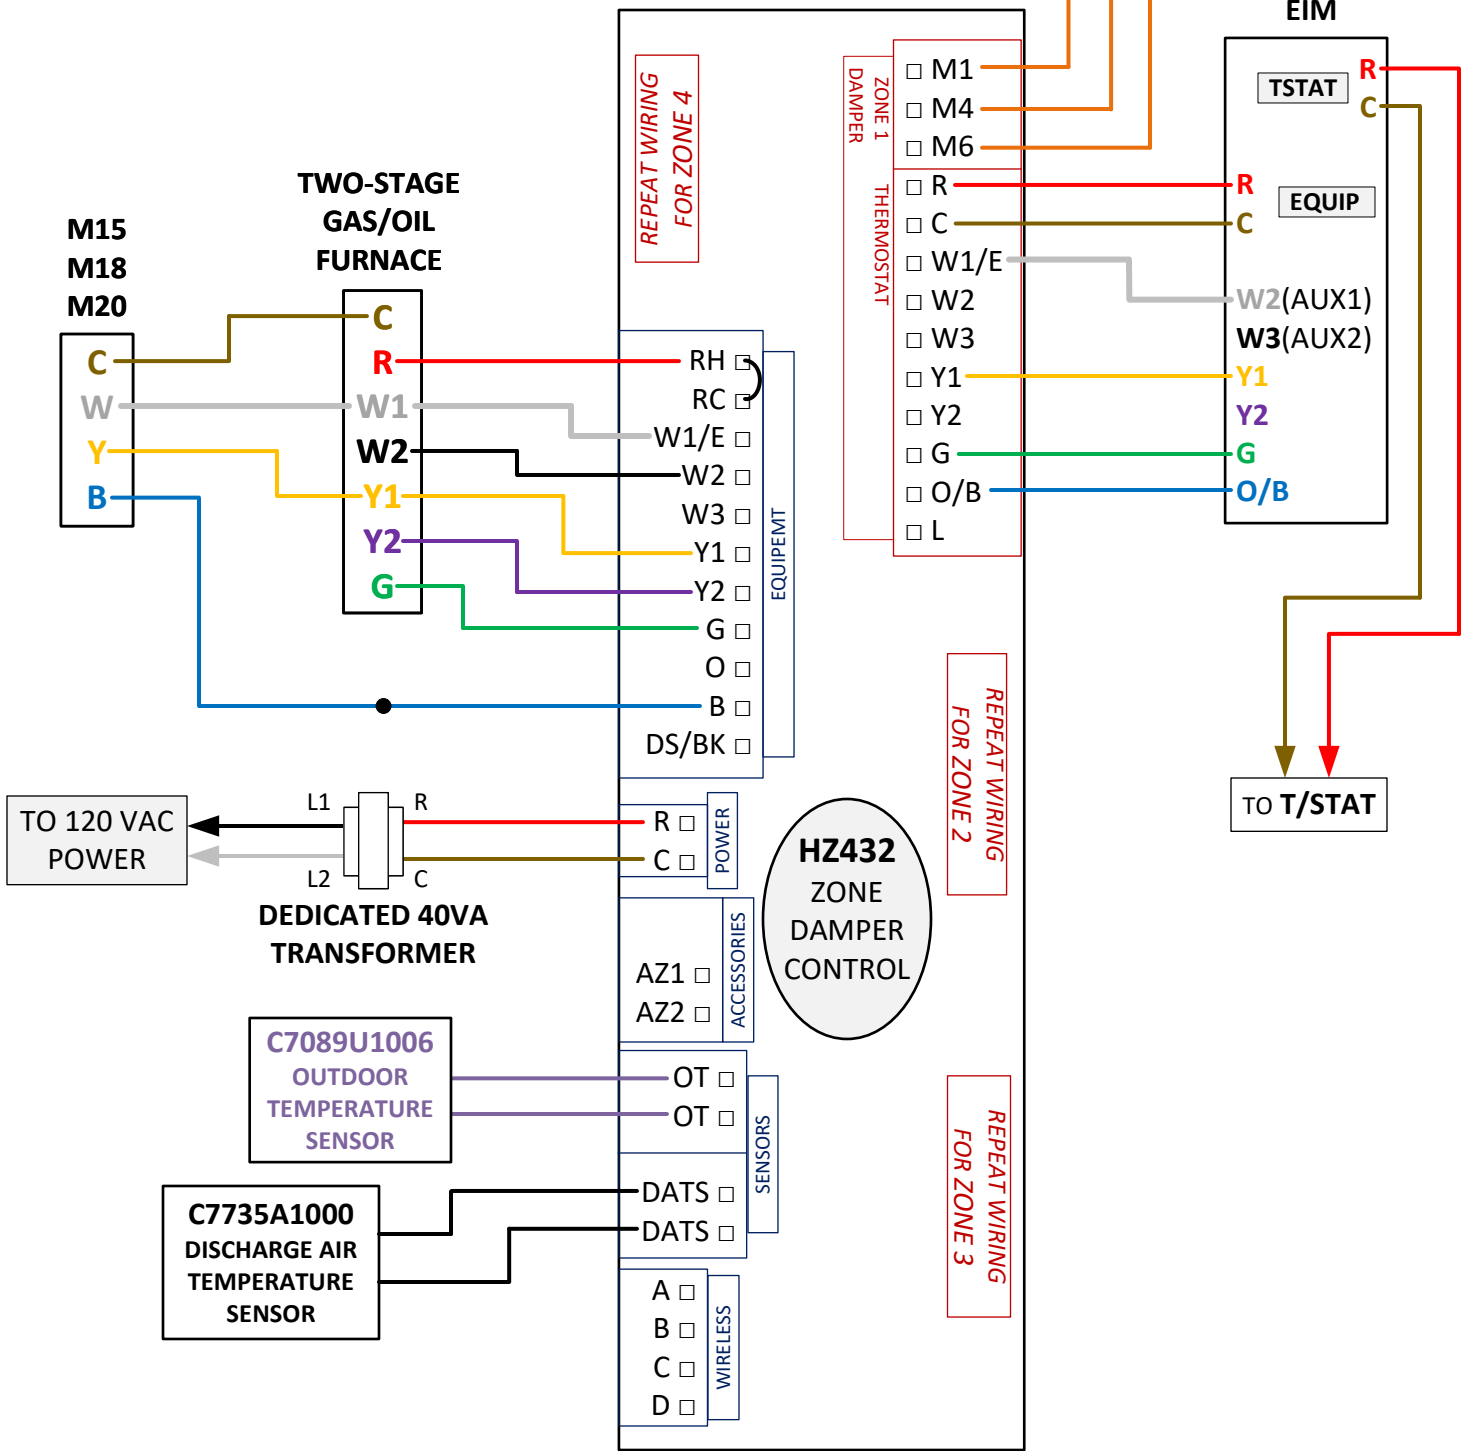 M15
M18
M20
C
W
Y
B
TWO-STAGE
GAS/OIL
FURNACE
C
R
W1
W2
Y1
Y2
G
REPEAT WIRING
FOR ZONE 4
RH
RC
W1/E
W2
W3
Y1
Y2
G
O
B
DS/BK
EQUIPEMT
TO 120 VAC
POWER
L1
L2
R
C
DEDICATED 40VA
TRANSFORMER
R
C
POWER
AZ1
AZ2
ACCESSORIES
C7089U1006
OUTDOOR
TEMPERATURE
SENSOR
OT
OT
C7735A1000
DISCHARGE AIR
TEMPERATURE
SENSOR
DATS
DATS
SENSORS
A
B
C
D
WIRELESS
HZ432
ZONE
DAMPER
CONTROL
ZONE 1
DAMPER
THERMOSTAT
M1
M4
M6
R
C
W1/E
W2
W3
Y1
Y2
G
O/B
L
REPEAT WIRING
FOR ZONE 2
REPEAT WIRING
FOR ZONE 3
EIM
TSTAT
R
C
EQUIP
R
C
W2(AUX1)
W3(AUX2)
Y1
Y2
G
O/B
TO T/STAT